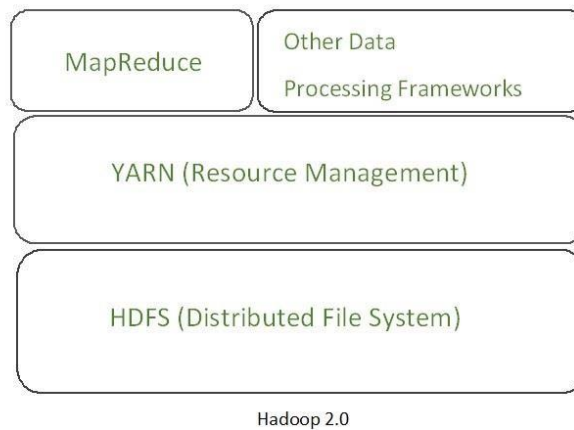 MapReduce
Other Data
Processing Frameworks
YARN (Resource Management)
HDFS (Distributed File System)
Hadoop 2.0